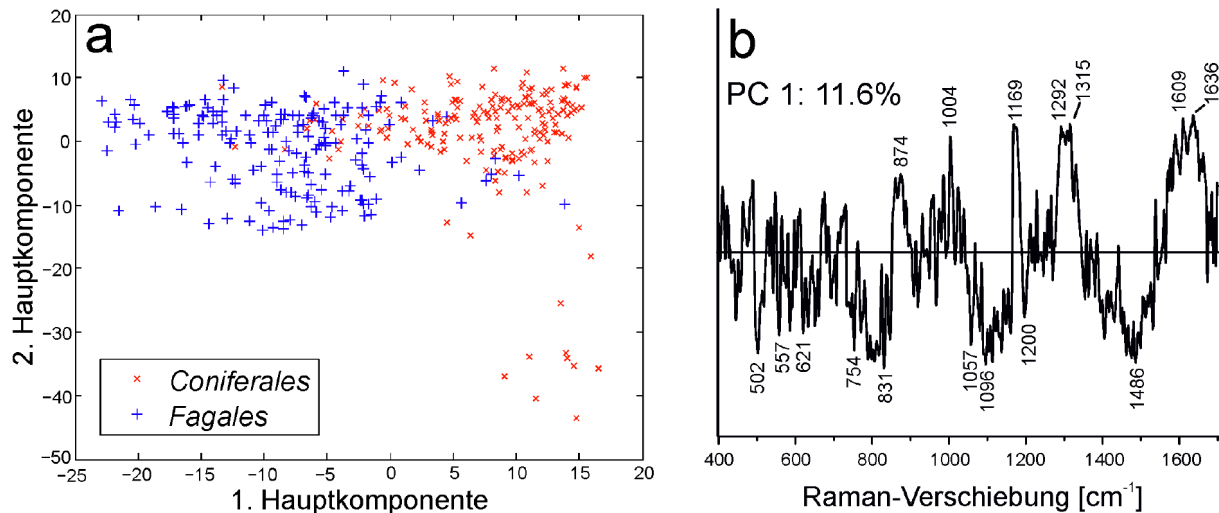 a
20
10
0
−10
−20
−30
−40
−50
2. Hauptkomponente
× Coniferales
+ Fagales
−25 −20 −15 −10 −5 0 5 10 15 20
1. Hauptkomponente
b
PC 1: 11.6%
502
557
621
754
831
874
1004
1057
1096
1169
1200
1292
1315
1486
1609
1636
400 600 800 1000 1200 1400 1600
Raman-Verschiebung [cm⁻¹]